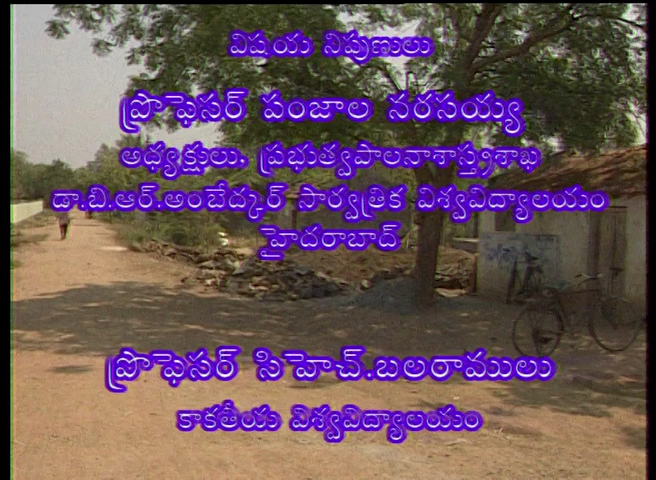 విషయ నిపుణులు
ప్రొఫెసర్ పంజాల నరసయ్య
అధ్యక్షులు, ప్రభుత్వపాలనాశాస్త్రశాఖ
డా.బి.ఆర్.అంబేద్కర్ సార్వత్రిక విశ్వవిద్యాలయం
హైదరాబాద్
ప్రొఫెసర్ సిహెచ్.బలరాములు
కాకతీయ విశ్వవిద్యాలయం